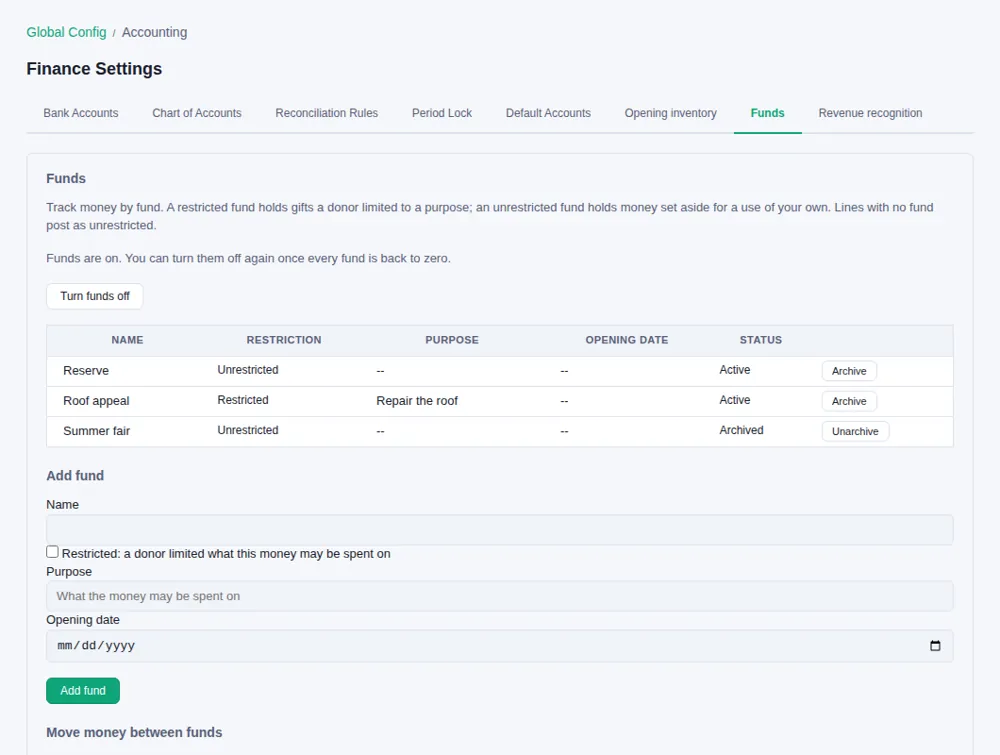 Global Config / Accounting
Finance Settings
Bank Accounts Chart of Accounts Reconciliation Rules Period Lock Default Accounts Opening inventory Funds Revenue recognition
Funds
Track money by fund. A restricted fund holds gifts a donor limited to a purpose; an unrestricted fund holds money set aside for a use of your own. Lines with no fund
post as unrestricted.
Funds are on. You can turn them off again once every fund is back to zero.
Turn funds off
NAME RESTRICTION PURPOSE OPENING DATE STATUS
Reserve Unrestricted -- -- Active Archive
Roof appeal Restricted Repair the roof -- Active Archive
Summer fair Unrestricted -- -- Archived Unarchive
Add fund
Name
Restricted: a donor limited what this money may be spent on
Purpose
What the money may be spent on
Opening date
mm/dd/yyyy
Add fund
Move money between funds